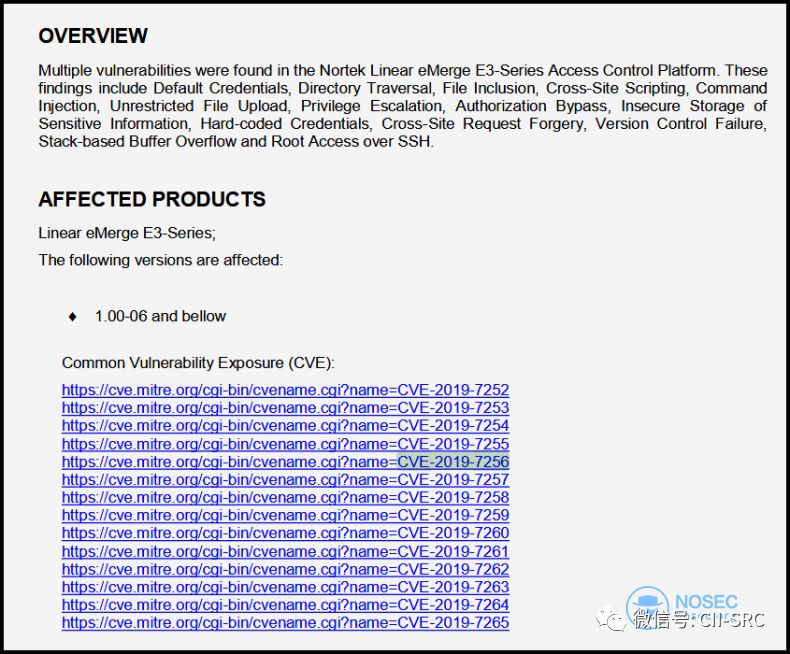 OVERVIEW
Multiple vulnerabilities were found in the Nortek Linear eMerge E3-Series Access Control Platform. These
findings include Default Credentials, Directory Traversal, File Inclusion, Cross-Site Scripting, Command
Injection, Unrestricted File Upload, Privilege Escalation, Authorization Bypass, Insecure Storage of
Sensitive Information, Hard-coded Credentials, Cross-Site Request Forgery, Version Control Failure,
Stack-based Buffer Overflow and Root Access over SSH.
AFFECTED PRODUCTS
Linear eMerge E3-Series;
The following versions are affected:
♦ 1.00-06 and bellow
Common Vulnerability Exposure (CVE):
https://cve.mitre.org/cgi-bin/cvename.cgi?name=CVE-2019-7252
https://cve.mitre.org/cgi-bin/cvename.cgi?name=CVE-2019-7253
https://cve.mitre.org/cgi-bin/cvename.cgi?name=CVE-2019-7254
https://cve.mitre.org/cgi-bin/cvename.cgi?name=CVE-2019-7255
https://cve.mitre.org/cgi-bin/cvename.cgi?name=CVE-2019-7256
https://cve.mitre.org/cgi-bin/cvename.cgi?name=CVE-2019-7257
https://cve.mitre.org/cgi-bin/cvename.cgi?name=CVE-2019-7258
https://cve.mitre.org/cgi-bin/cvename.cgi?name=CVE-2019-7259
https://cve.mitre.org/cgi-bin/cvename.cgi?name=CVE-2019-7260
https://cve.mitre.org/cgi-bin/cvename.cgi?name=CVE-2019-7261
https://cve.mitre.org/cgi-bin/cvename.cgi?name=CVE-2019-7262
https://cve.mitre.org/cgi-bin/cvename.cgi?name=CVE-2019-7263
https://cve.mitre.org/cgi-bin/cvename.cgi?name=CVE-2019-7264
https://cve.mitre.org/cgi-bin/cvename.cgi?name=CVE-2019-7265
NOSEC
微信号: CII-SRC